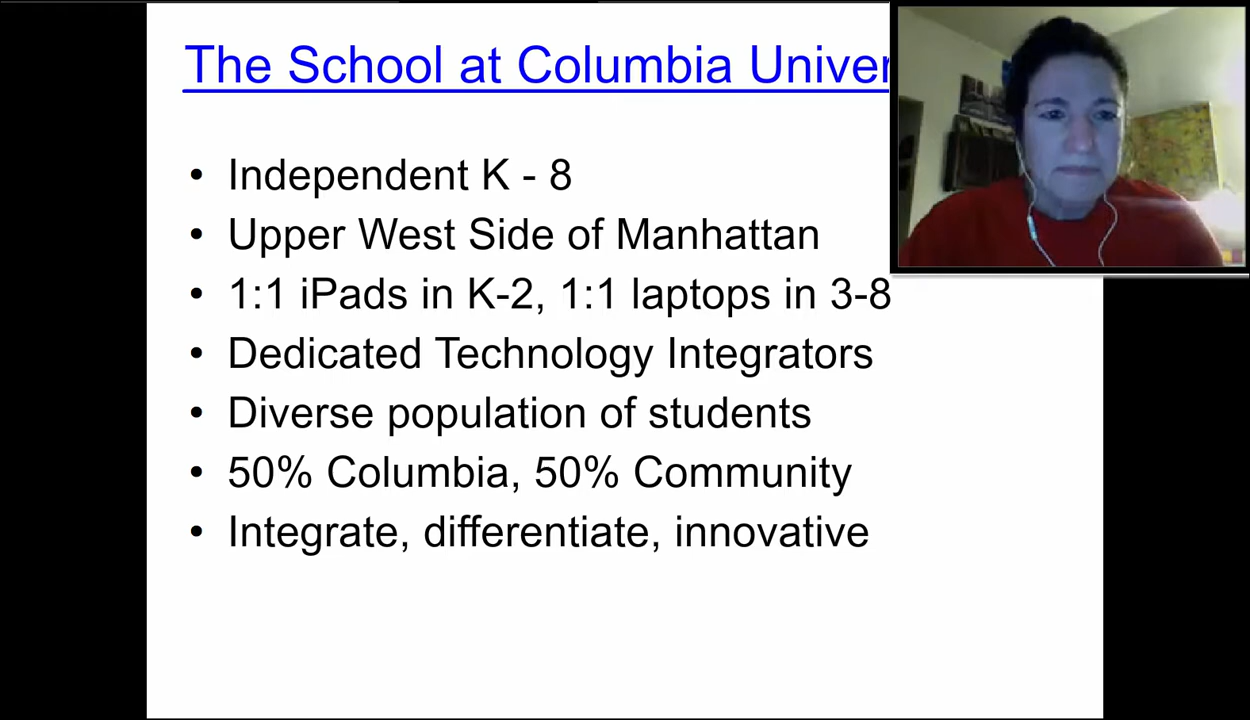 The School at Columbia Univer
• Independent K - 8
• Upper West Side of Manhattan
• 1:1 iPads in K-2, 1:1 laptops in 3-8
• Dedicated Technology Integrators
• Diverse population of students
• 50% Columbia, 50% Community
• Integrate, differentiate, innovative